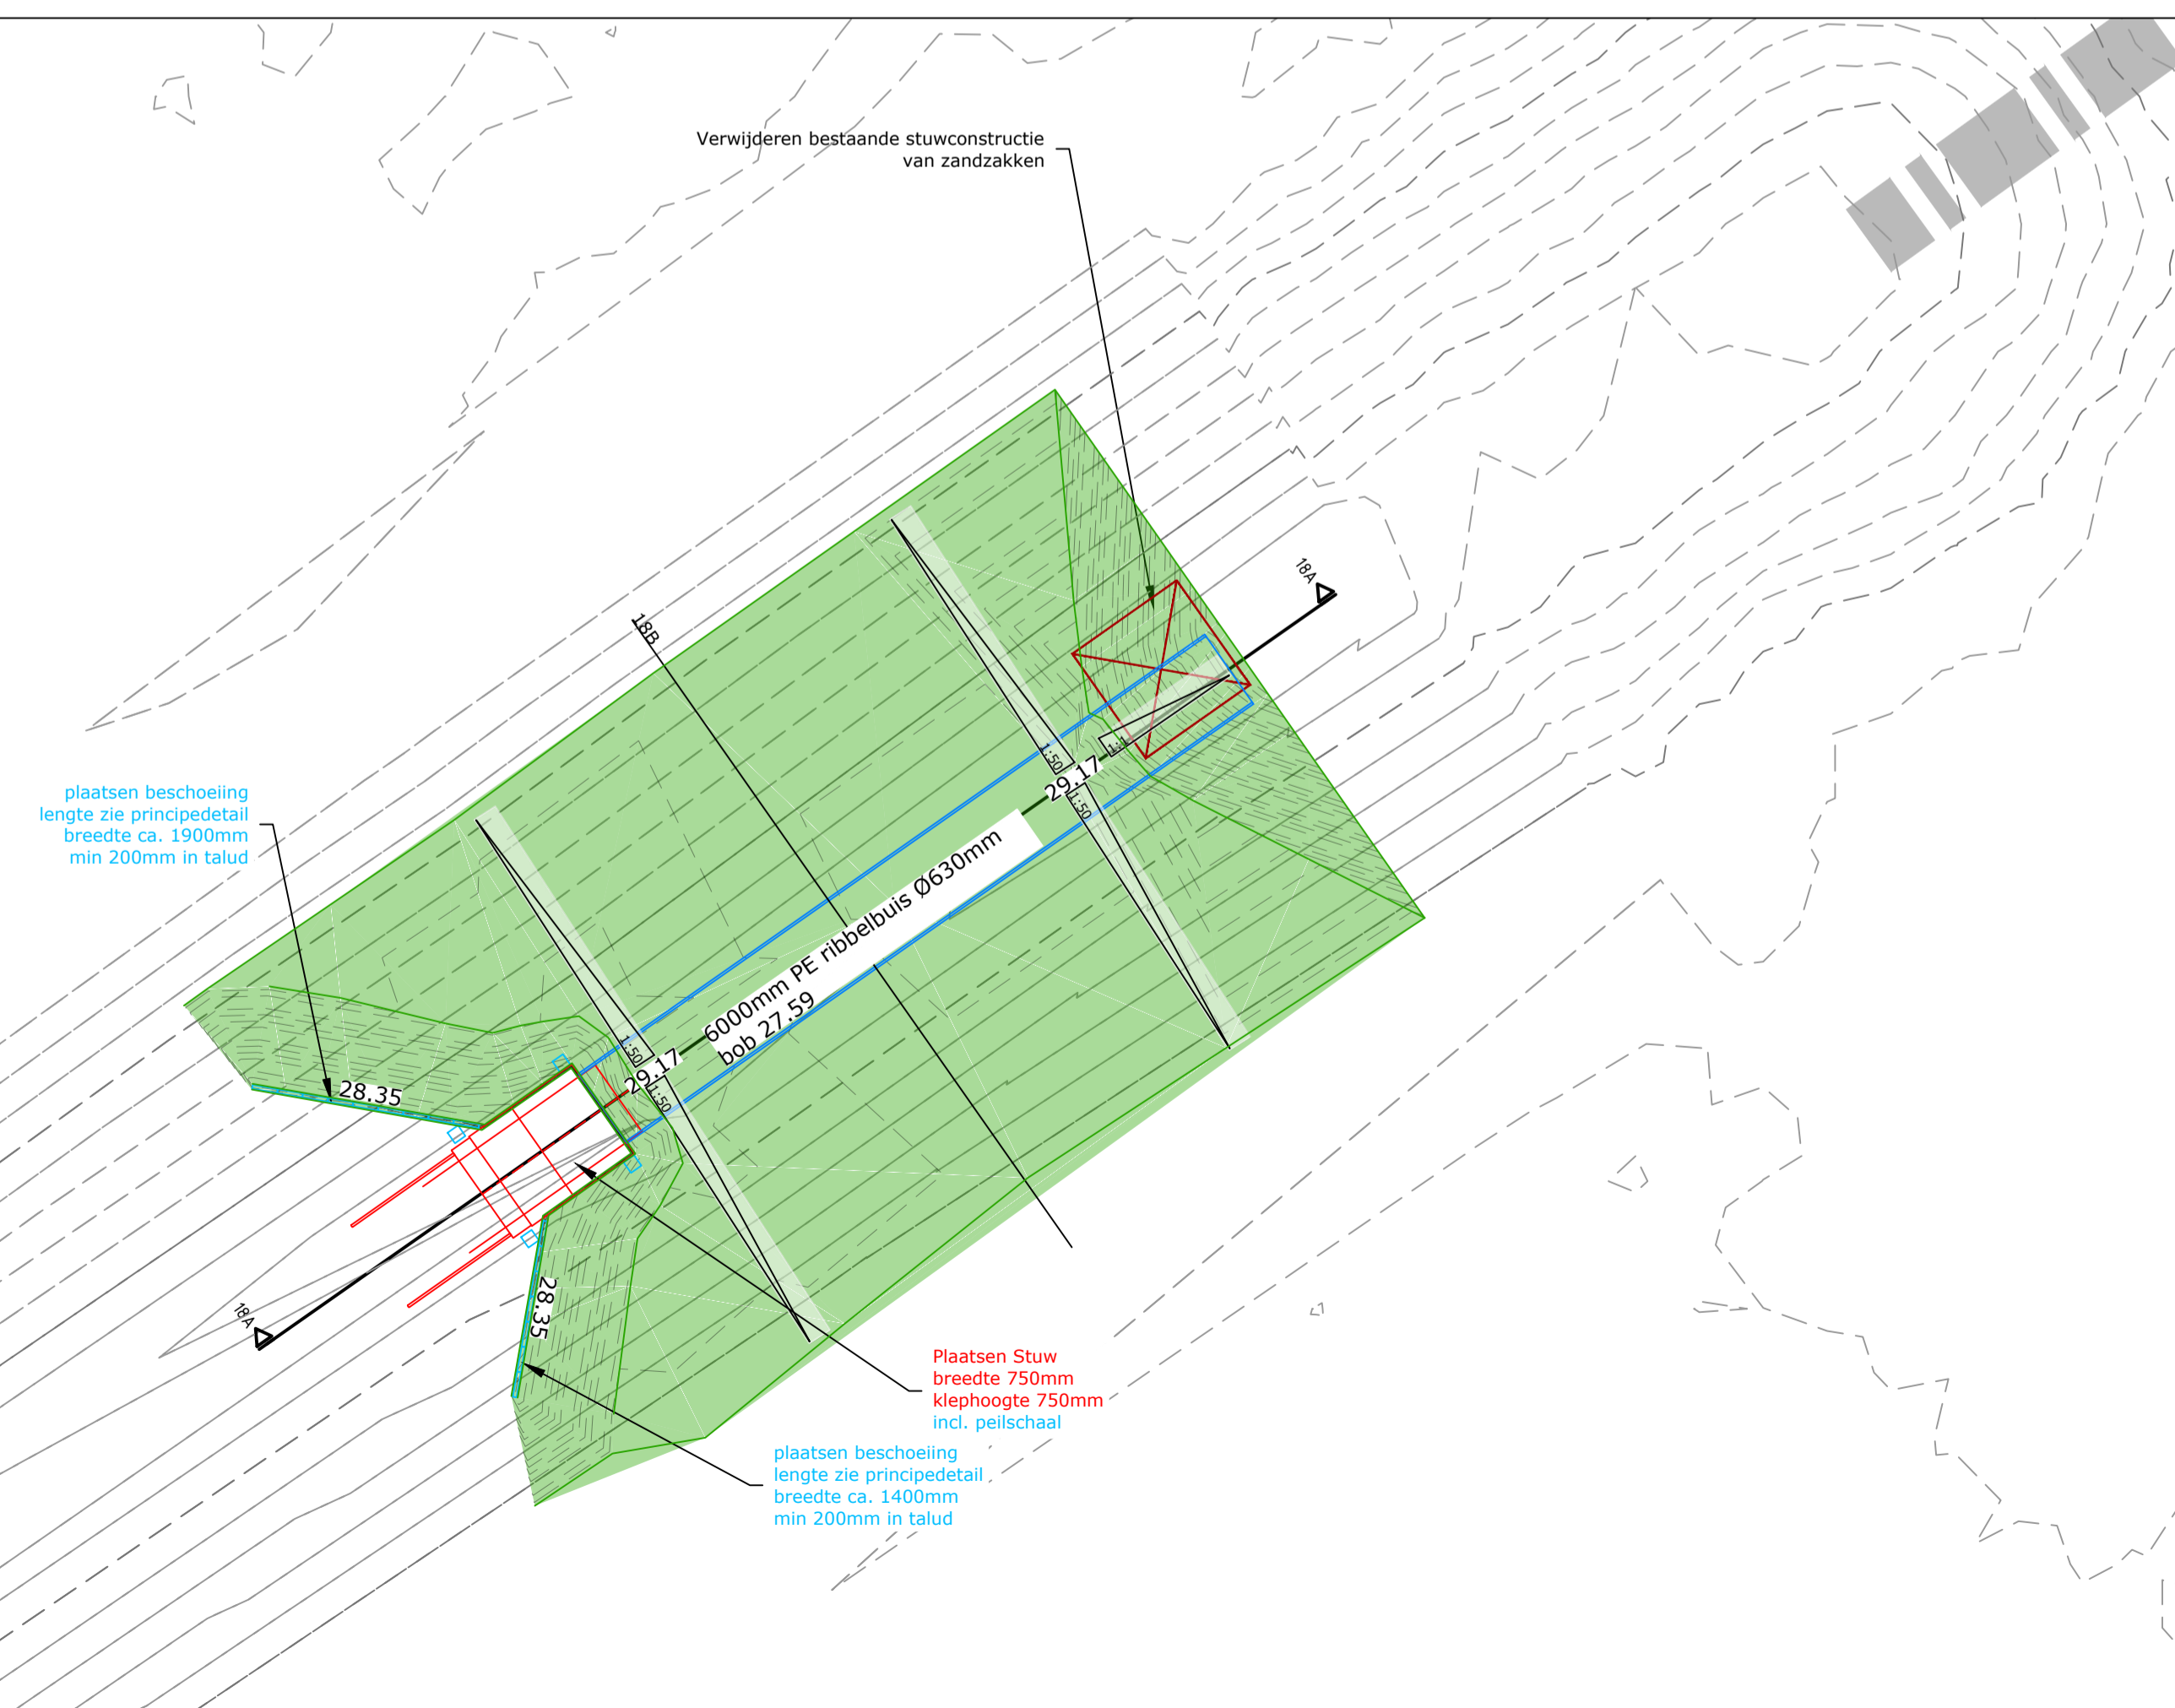 Verwijderen bestaande stuwconstructie
van zandzakken
18A
18B
1:50
1:1
29.17
1:50
plaatsen beschoeiing
lengte zie principedetail
breedte ca. 1900mm
min 200mm in talud
6000mm PE ribbelbuis Ø630mm
bob 27.59
1:50
29.17
1:50
28.35
28.35
18A
Plaatsen Stuw
breedte 750mm
klephoogte 750mm
incl. peilschaal
plaatsen beschoeiing
lengte zie principedetail
breedte ca. 1400mm
min 200mm in talud